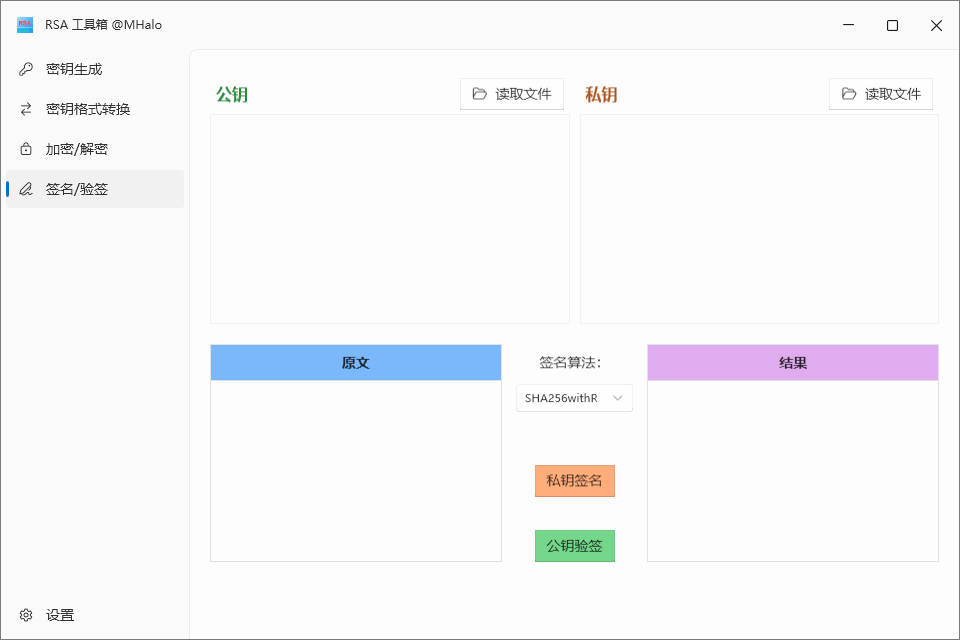 RSA 工具箱 @MHalo
密钥生成
密钥格式转换
加密/解密
签名/验签
设置
公钥
读取文件
私钥
读取文件
原文
签名算法:
SHA256withR
私钥签名
公钥验签
结果